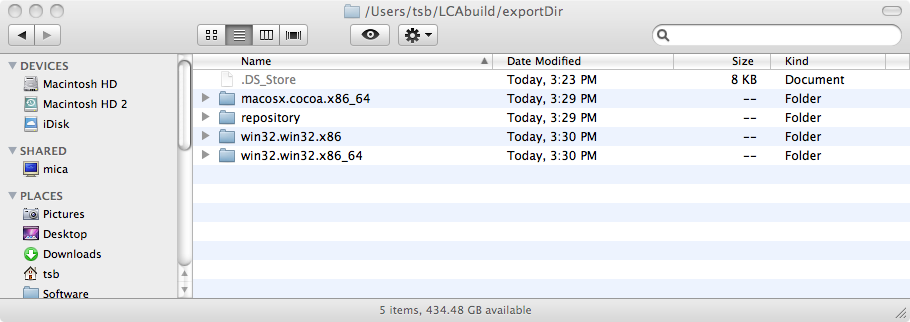 /Users/tsb/LCAbuild/exportDir
DEVICES
Macintosh HD
Macintosh HD 2
iDisk
SHARED
mica
PLACES
Pictures
Desktop
Downloads
tsb
Software
Name Date Modified Size Kind
.DS_Store Today, 3:23 PM 8 KB Document
macosx.cocoa.x86_64 Today, 3:29 PM -- Folder
repository Today, 3:29 PM -- Folder
win32.win32.x86 Today, 3:30 PM -- Folder
win32.win32.x86_64 Today, 3:30 PM -- Folder
5 items, 434.48 GB available